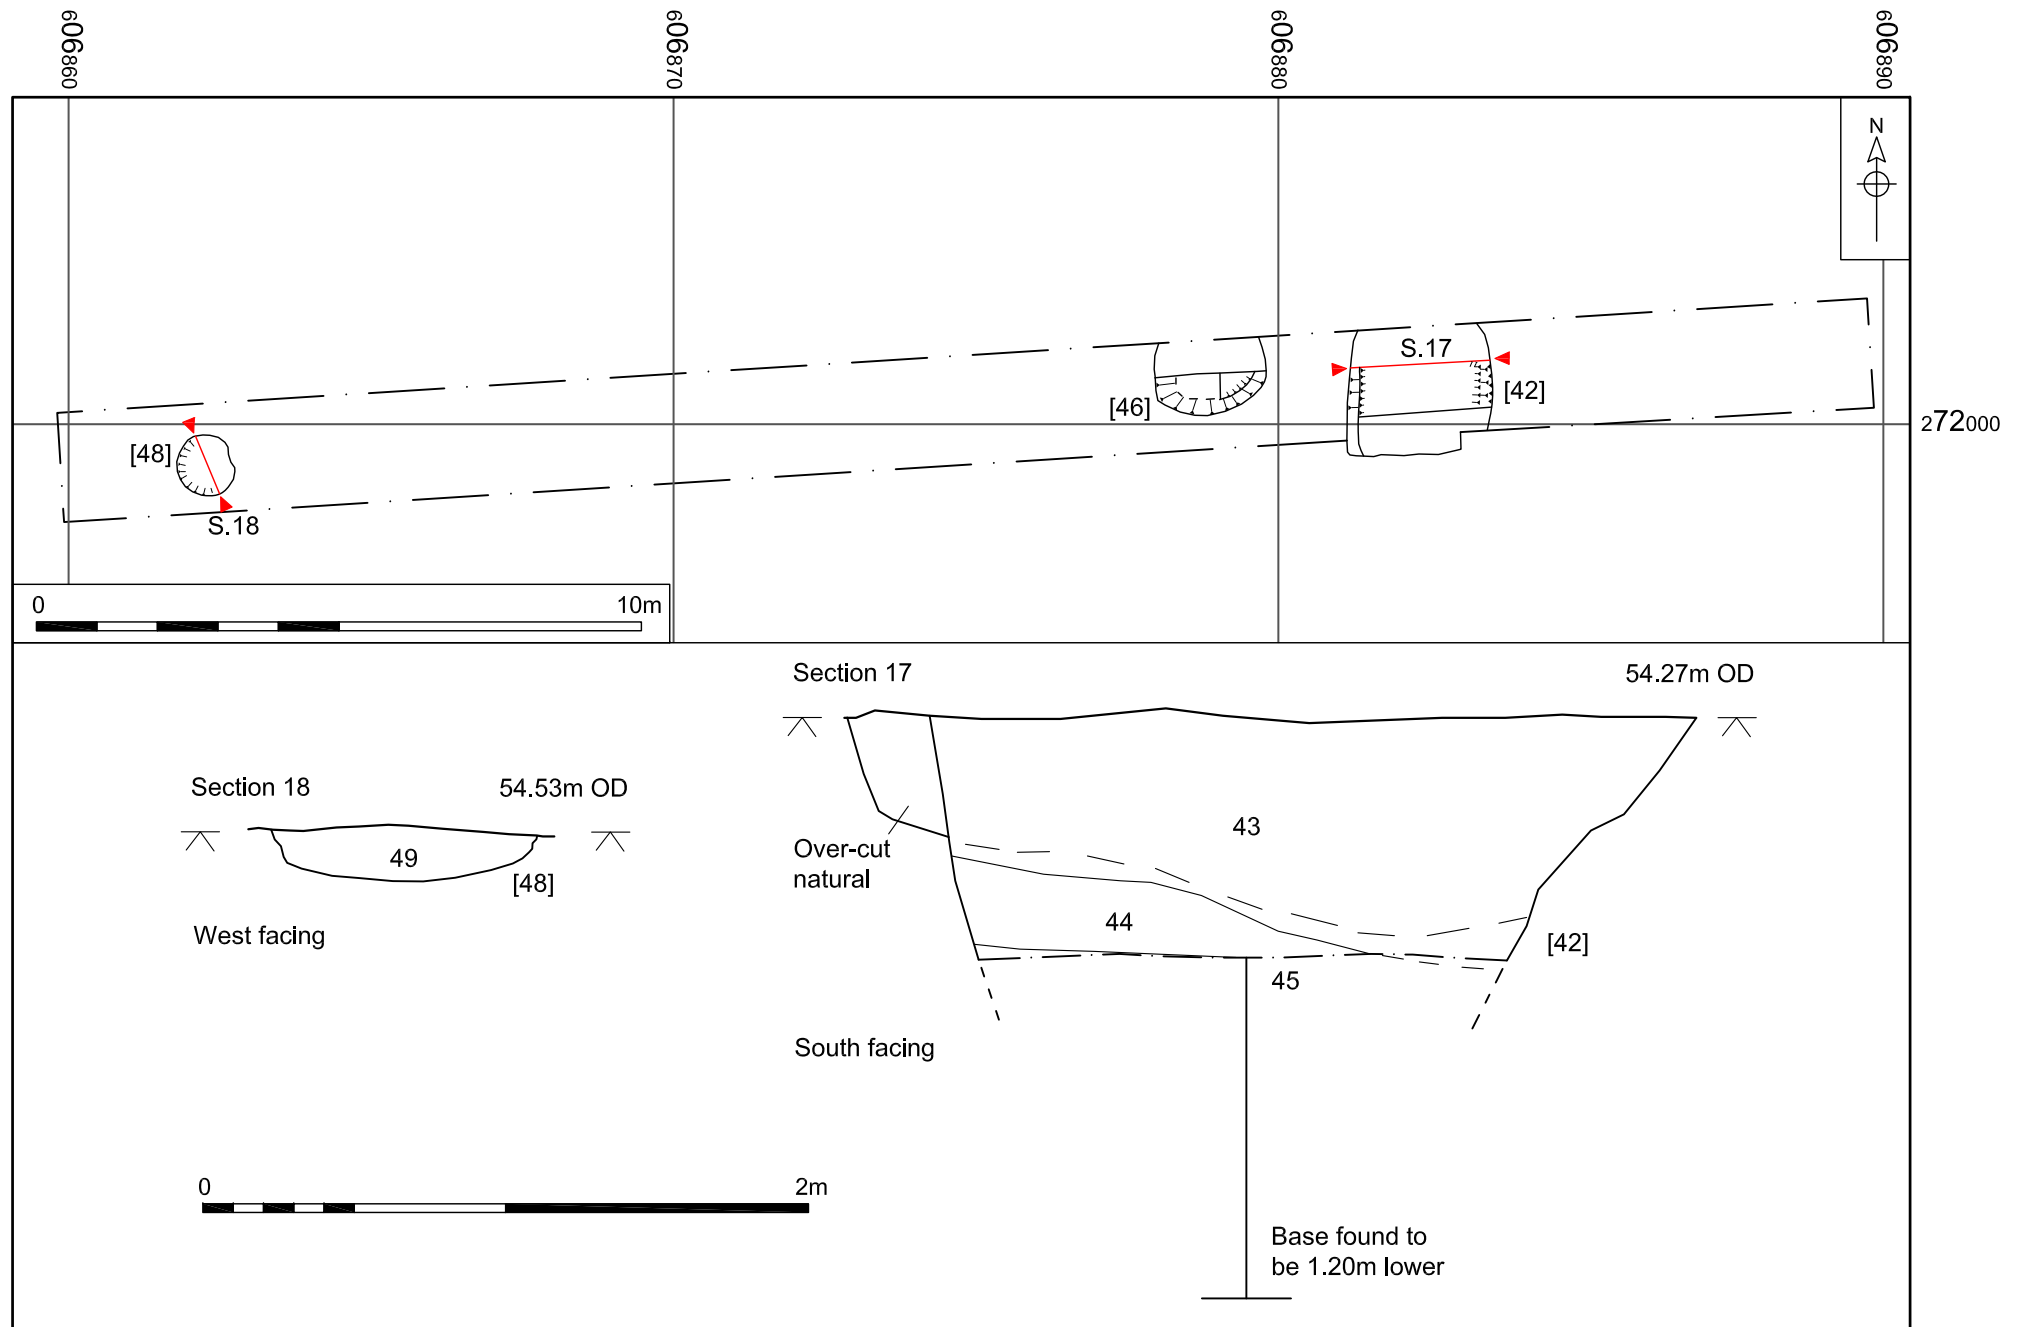 606860
606870
606880
606890
N
S.17
[42]
[46]
272000
[48]
S.18
0 10m
Section 17 54.27m OD
Section 18 54.53m OD
43
Over-cut
natural
49
[48]
44
[42]
West facing
45
South facing
0 2m
Base found to
be 1.20m lower